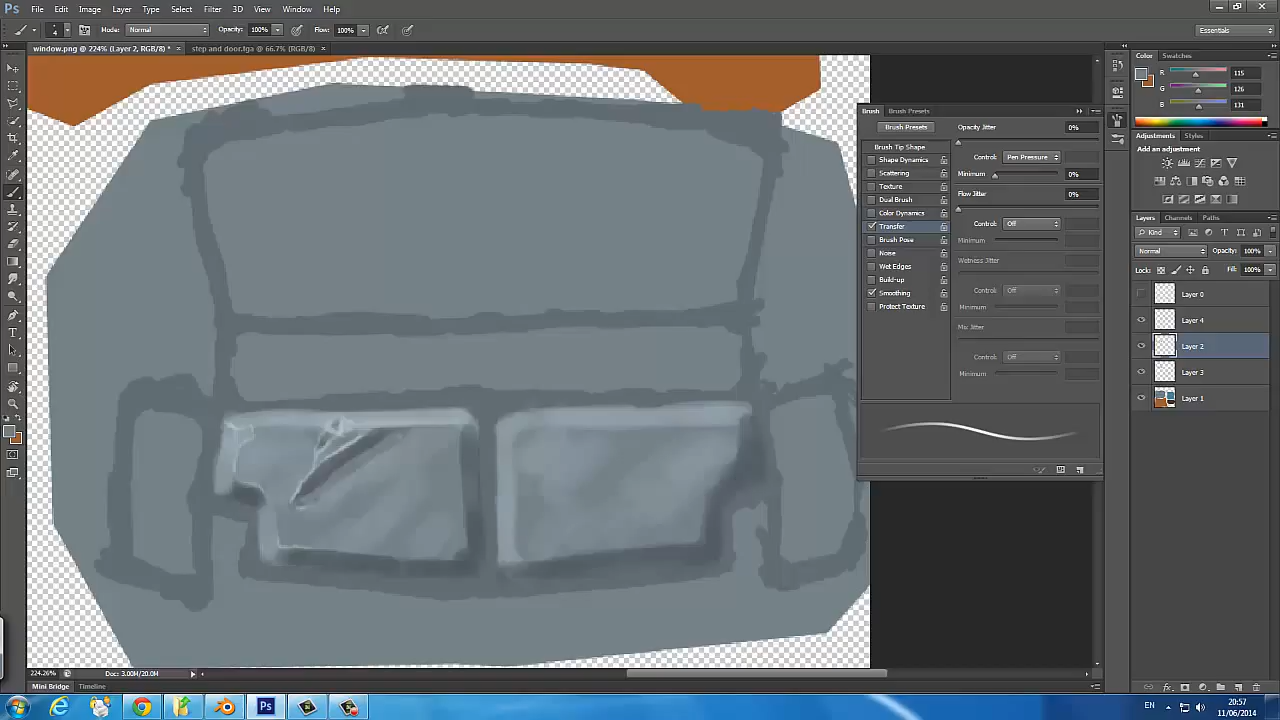 Ps File Edit Image Layer Type Select Filter 3D View Window Help
4 Mode: Normal Opacity: 100% Flow: 100% Essentials
window.png @ 224% (Layer 2, RGB/8) * × step and door.tga @ 66.7% (RGB/8) ×
Color Swatches
R 115
G 126
B 131
Brush Brush Presets
Brush Presets Opacity Jitter 0%
Brush Tip Shape
Shape Dynamics Control: Pen Pressure
Scattering Minimum 0%
Texture Flow Jitter 0%
Dual Brush
Color Dynamics
Transfer Control: Off
Brush Pose Minimum
Noise
Wet Edges Wetness Jitter
Build-up
Smoothing Control: Off
Protect Texture Minimum
Mix Jitter
Control: Off
Minimum
Adjustments Styles
Add an adjustment
Layers Channels Paths
Kind
Normal Opacity: 100%
Lock: Fill: 100%
Layer 0
Layer 4
Layer 2
Layer 3
Layer 1
224.26% Doc: 3.00M/20.0M
Mini Bridge Timeline
Ps EN 20:57
11/06/2014